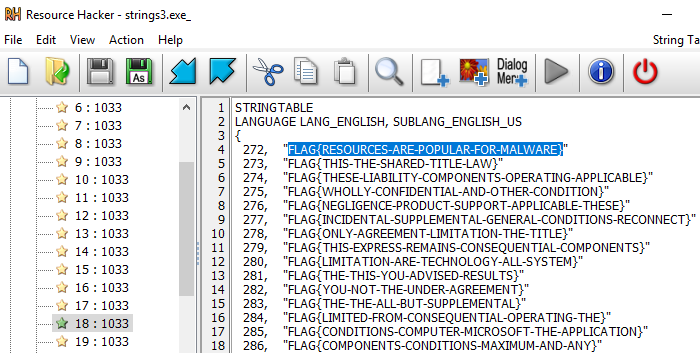 Resource Hacker - strings3.exe_
File Edit View Action Help String Ta
As
Dialog
Menu
6 : 1033
7 : 1033
8 : 1033
9 : 1033
10 : 1033
11 : 1033
12 : 1033
13 : 1033
14 : 1033
15 : 1033
16 : 1033
17 : 1033
18 : 1033
19 : 1033
1 STRINGTABLE
2 LANGUAGE LANG_ENGLISH, SUBLANG_ENGLISH_US
3 {
4 272, "FLAG{RESOURCES-ARE-POPULAR-FOR-MALWARE}"
5 273, "FLAG{THIS-THE-SHARED-TITLE-LAW}"
6 274, "FLAG{THESE-LIABILITY-COMPONENTS-OPERATING-APPLICABLE}"
7 275, "FLAG{WHOLLY-CONFIDENTIAL-AND-OTHER-CONDITION}"
8 276, "FLAG{NEGLIGENCE-PRODUCT-SUPPORT-APPLICABLE-THESE}"
9 277, "FLAG{INCIDENTAL-SUPPLEMENTAL-GENERAL-CONDITIONS-RECONNECT}"
10 278, "FLAG{ONLY-AGREEMENT-LIMITATION-THE-TITLE}"
11 279, "FLAG{THIS-EXPRESS-REMAINS-CONSEQUENTIAL-COMPONENTS}"
12 280, "FLAG{LIMITATION-ARE-TECHNOLOGY-ALL-SYSTEM}"
13 281, "FLAG{THE-THIS-YOU-ADVISED-RESULTS}"
14 282, "FLAG{YOU-NOT-THE-UNDER-AGREEMENT}"
15 283, "FLAG{THE-THE-ALL-BUT-SUPPLEMENTAL}"
16 284, "FLAG{LIMITED-FROM-CONSEQUENTIAL-OPERATING-THE}"
17 285, "FLAG{CONDITIONS-COMPUTER-MICROSOFT-THE-APPLICATION}"
18 286, "FLAG{COMPONENTS-CONDITIONS-MAXIMUM-AND-ANY}"